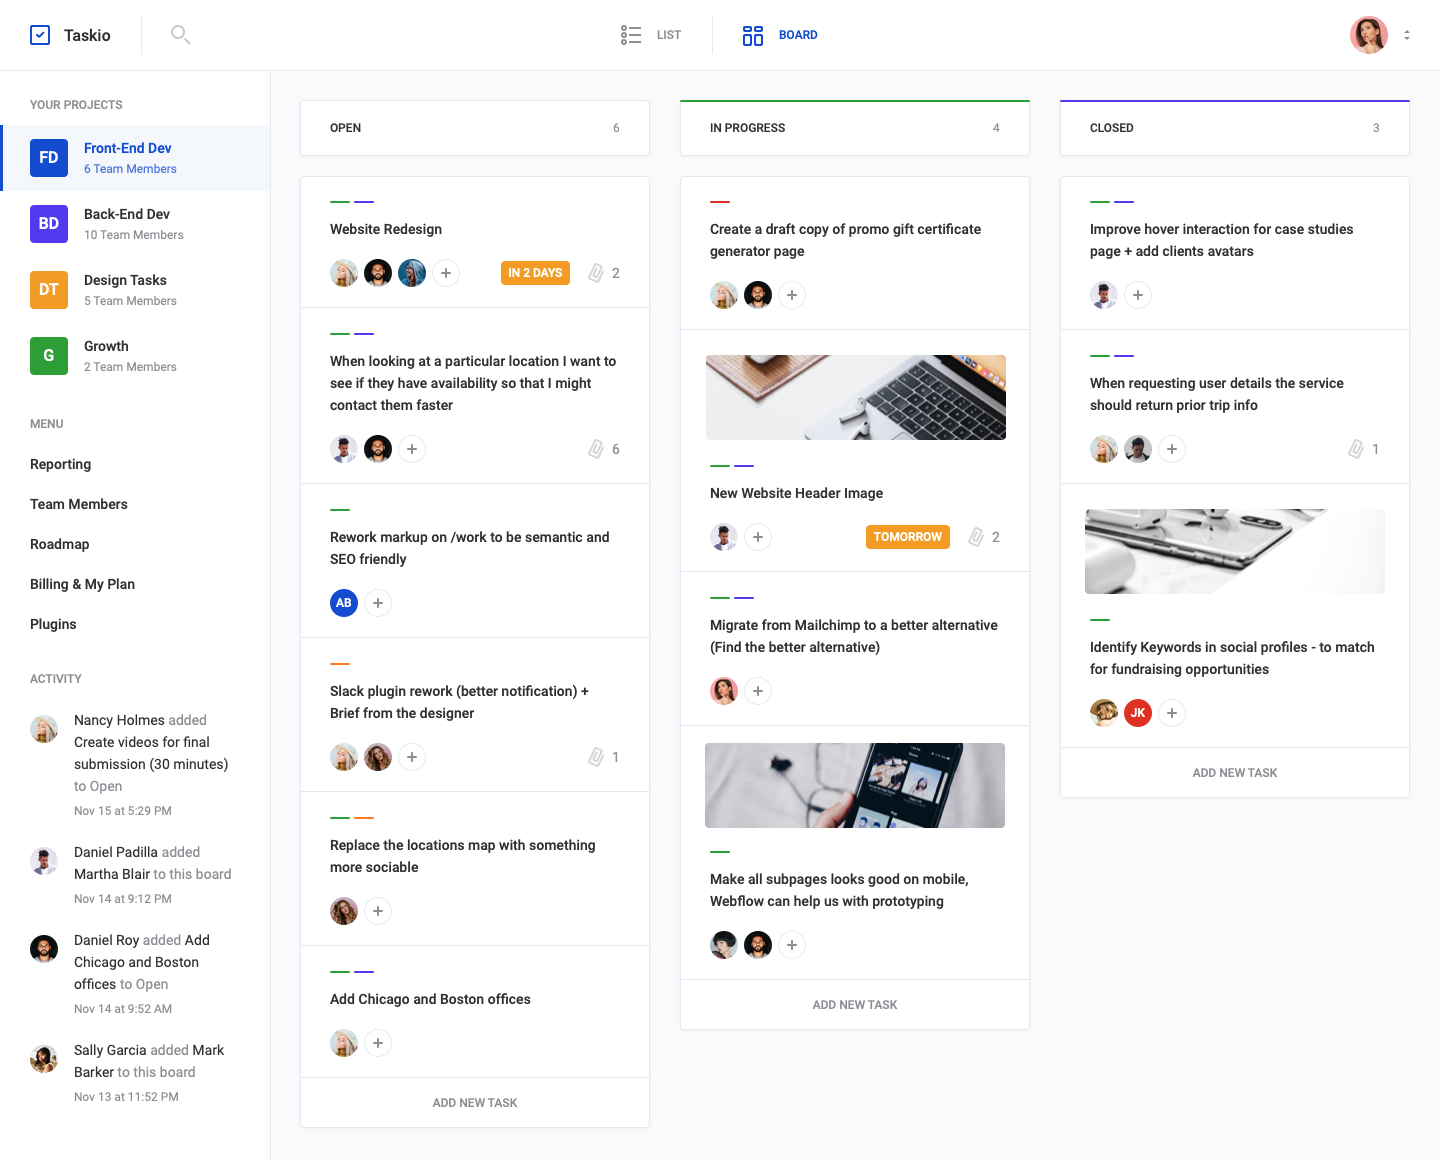 Taskio
LIST
BOARD
YOUR PROJECTS
FD
Front-End Dev
6 Team Members
BD
Back-End Dev
10 Team Members
DT
Design Tasks
5 Team Members
G
Growth
2 Team Members
MENU
Reporting
Team Members
Roadmap
Billing & My Plan
Plugins
ACTIVITY
Nancy Holmes added
Create videos for final
submission (30 minutes)
to Open
Nov 15 at 5:29 PM
Daniel Padilla added
Martha Blair to this board
Nov 14 at 9:12 PM
Daniel Roy added Add
Chicago and Boston
offices to Open
Nov 14 at 9:52 AM
Sally Garcia added Mark
Barker to this board
Nov 13 at 11:52 PM
OPEN 6
Website Redesign
IN 2 DAYS 2
When looking at a particular location I want to
see if they have availability so that I might
contact them faster
6
Rework markup on /work to be semantic and
SEO friendly
AB
Slack plugin rework (better notification) +
Brief from the designer
1
Replace the locations map with something
more sociable
Add Chicago and Boston offices
ADD NEW TASK
IN PROGRESS 4
Create a draft copy of promo gift certificate
generator page
New Website Header Image
TOMORROW 2
Migrate from Mailchimp to a better alternative
(Find the better alternative)
Make all subpages looks good on mobile,
Webflow can help us with prototyping
ADD NEW TASK
CLOSED 3
Improve hover interaction for case studies
page + add clients avatars
When requesting user details the service
should return prior trip info
1
Identify Keywords in social profiles - to match
for fundraising opportunities
JK
ADD NEW TASK